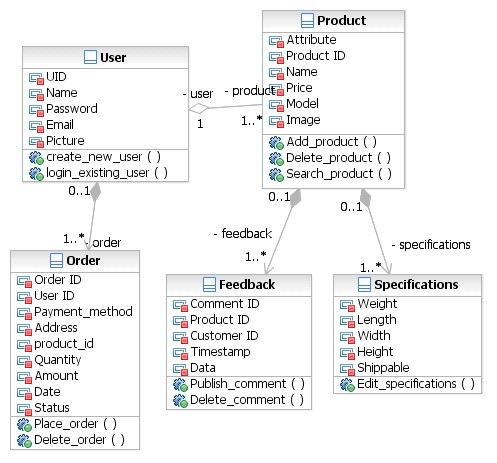 Product
Attribute
Product ID
Name
Price
Model
Image
Add_product ( )
Delete_product ( )
Search_product ( )
User
UID
Name
Password
Email
Picture
create_new_user ( )
login_existing_user ( )
- user
- product
1
1..*
0..1
1..*
- order
0..1
- feedback
1..*
0..1
- specifications
1..*
Order
Order ID
User ID
Payment_method
Address
product_id
Quantity
Amount
Date
Status
Place_order ( )
Delete_order ( )
Feedback
Comment ID
Product ID
Customer ID
Timestamp
Data
Publish_comment ( )
Delete_comment ( )
Specifications
Weight
Length
Width
Height
Shippable
Edit_specifications ( )